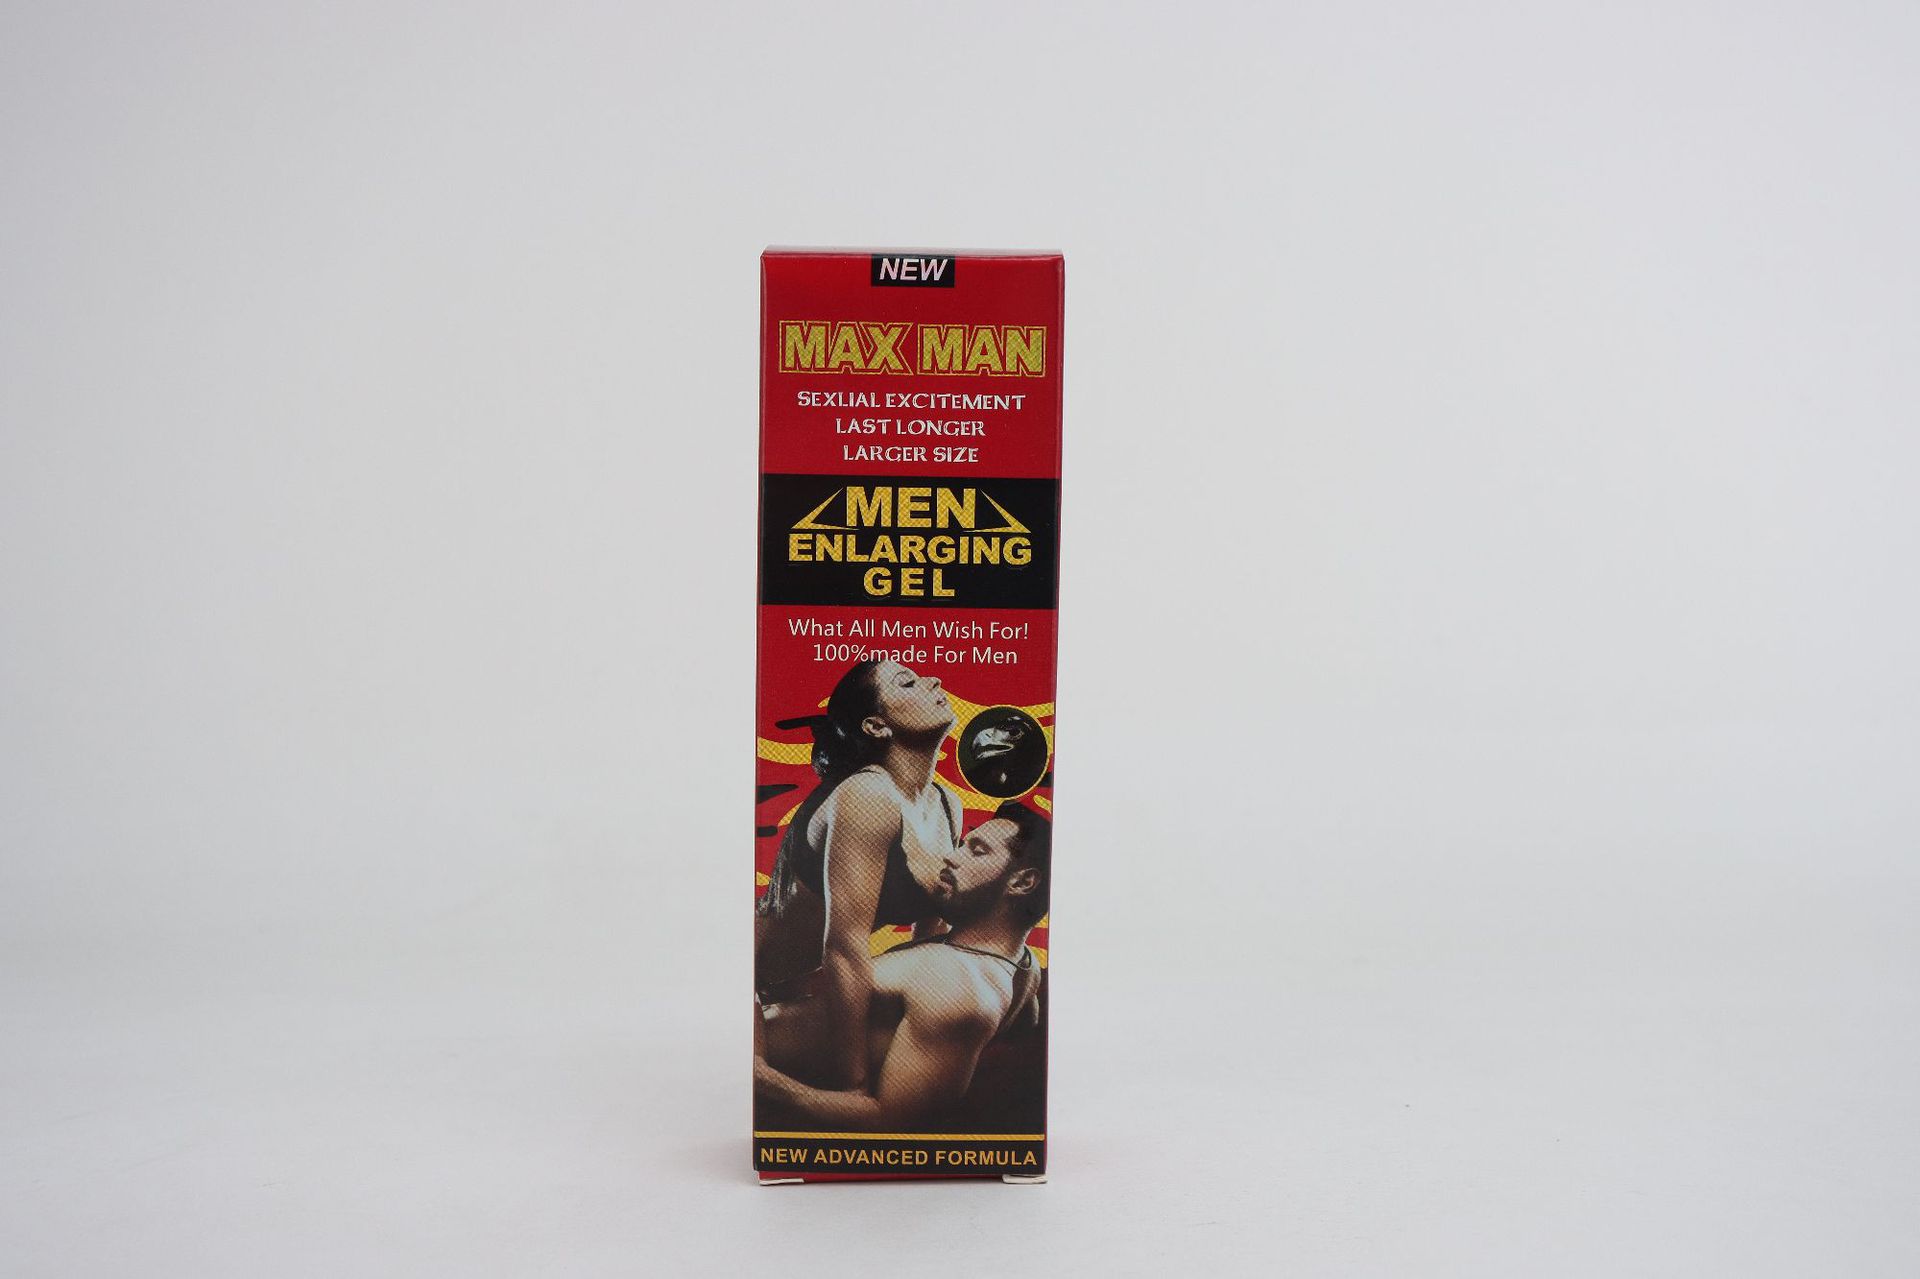 NEW
MAX MAN
SEXLIAL EXCITEMENT
LAST LONGER
LARGER SIZE
MEN
ENLARGING
GEL
What All Men Wish For!
100%made For Men
NEW ADVANCED FORMULA